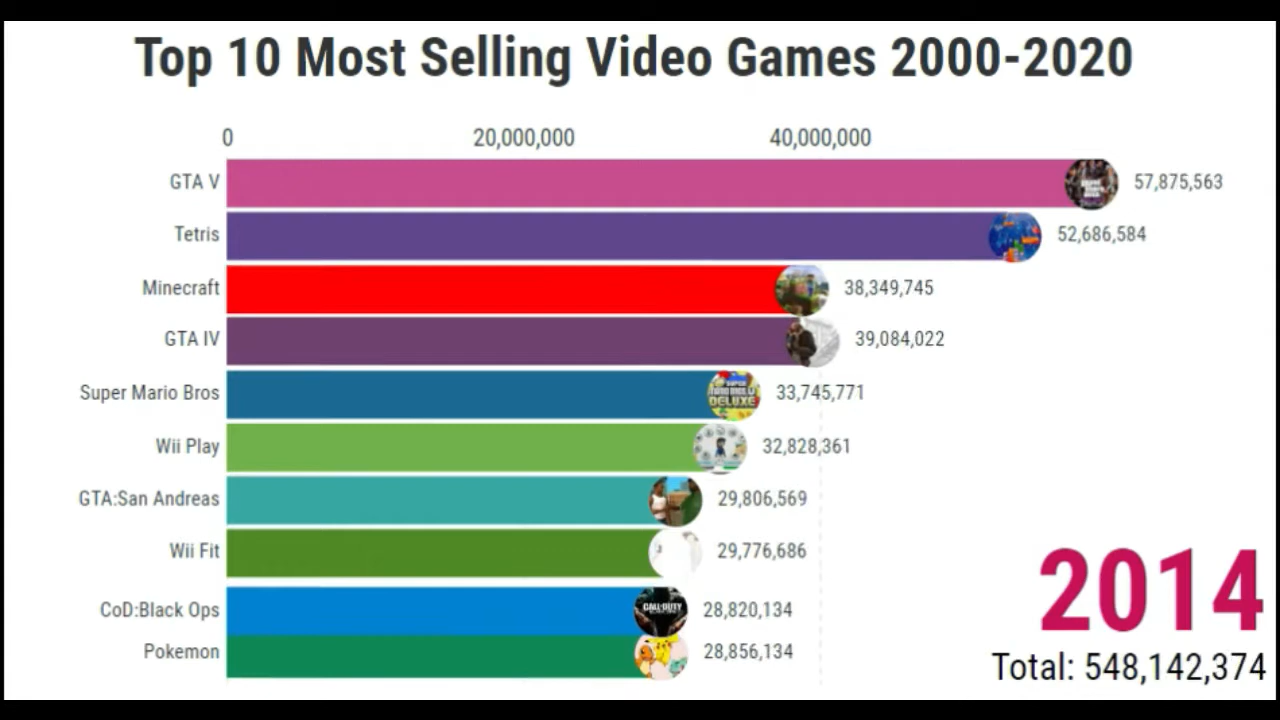 Top 10 Most Selling Video Games 2000-2020
0 20,000,000 40,000,000
GTA V 57,875,563
Tetris 52,686,584
Minecraft 38,349,745
GTA IV 39,084,022
Super Mario Bros 33,745,771
Wii Play 32,828,361
GTA:San Andreas 29,806,569
Wii Fit 29,776,686
CoD:Black Ops CALL DUTY 28,820,134
Pokemon 28,856,134
2014
Total: 548,142,374